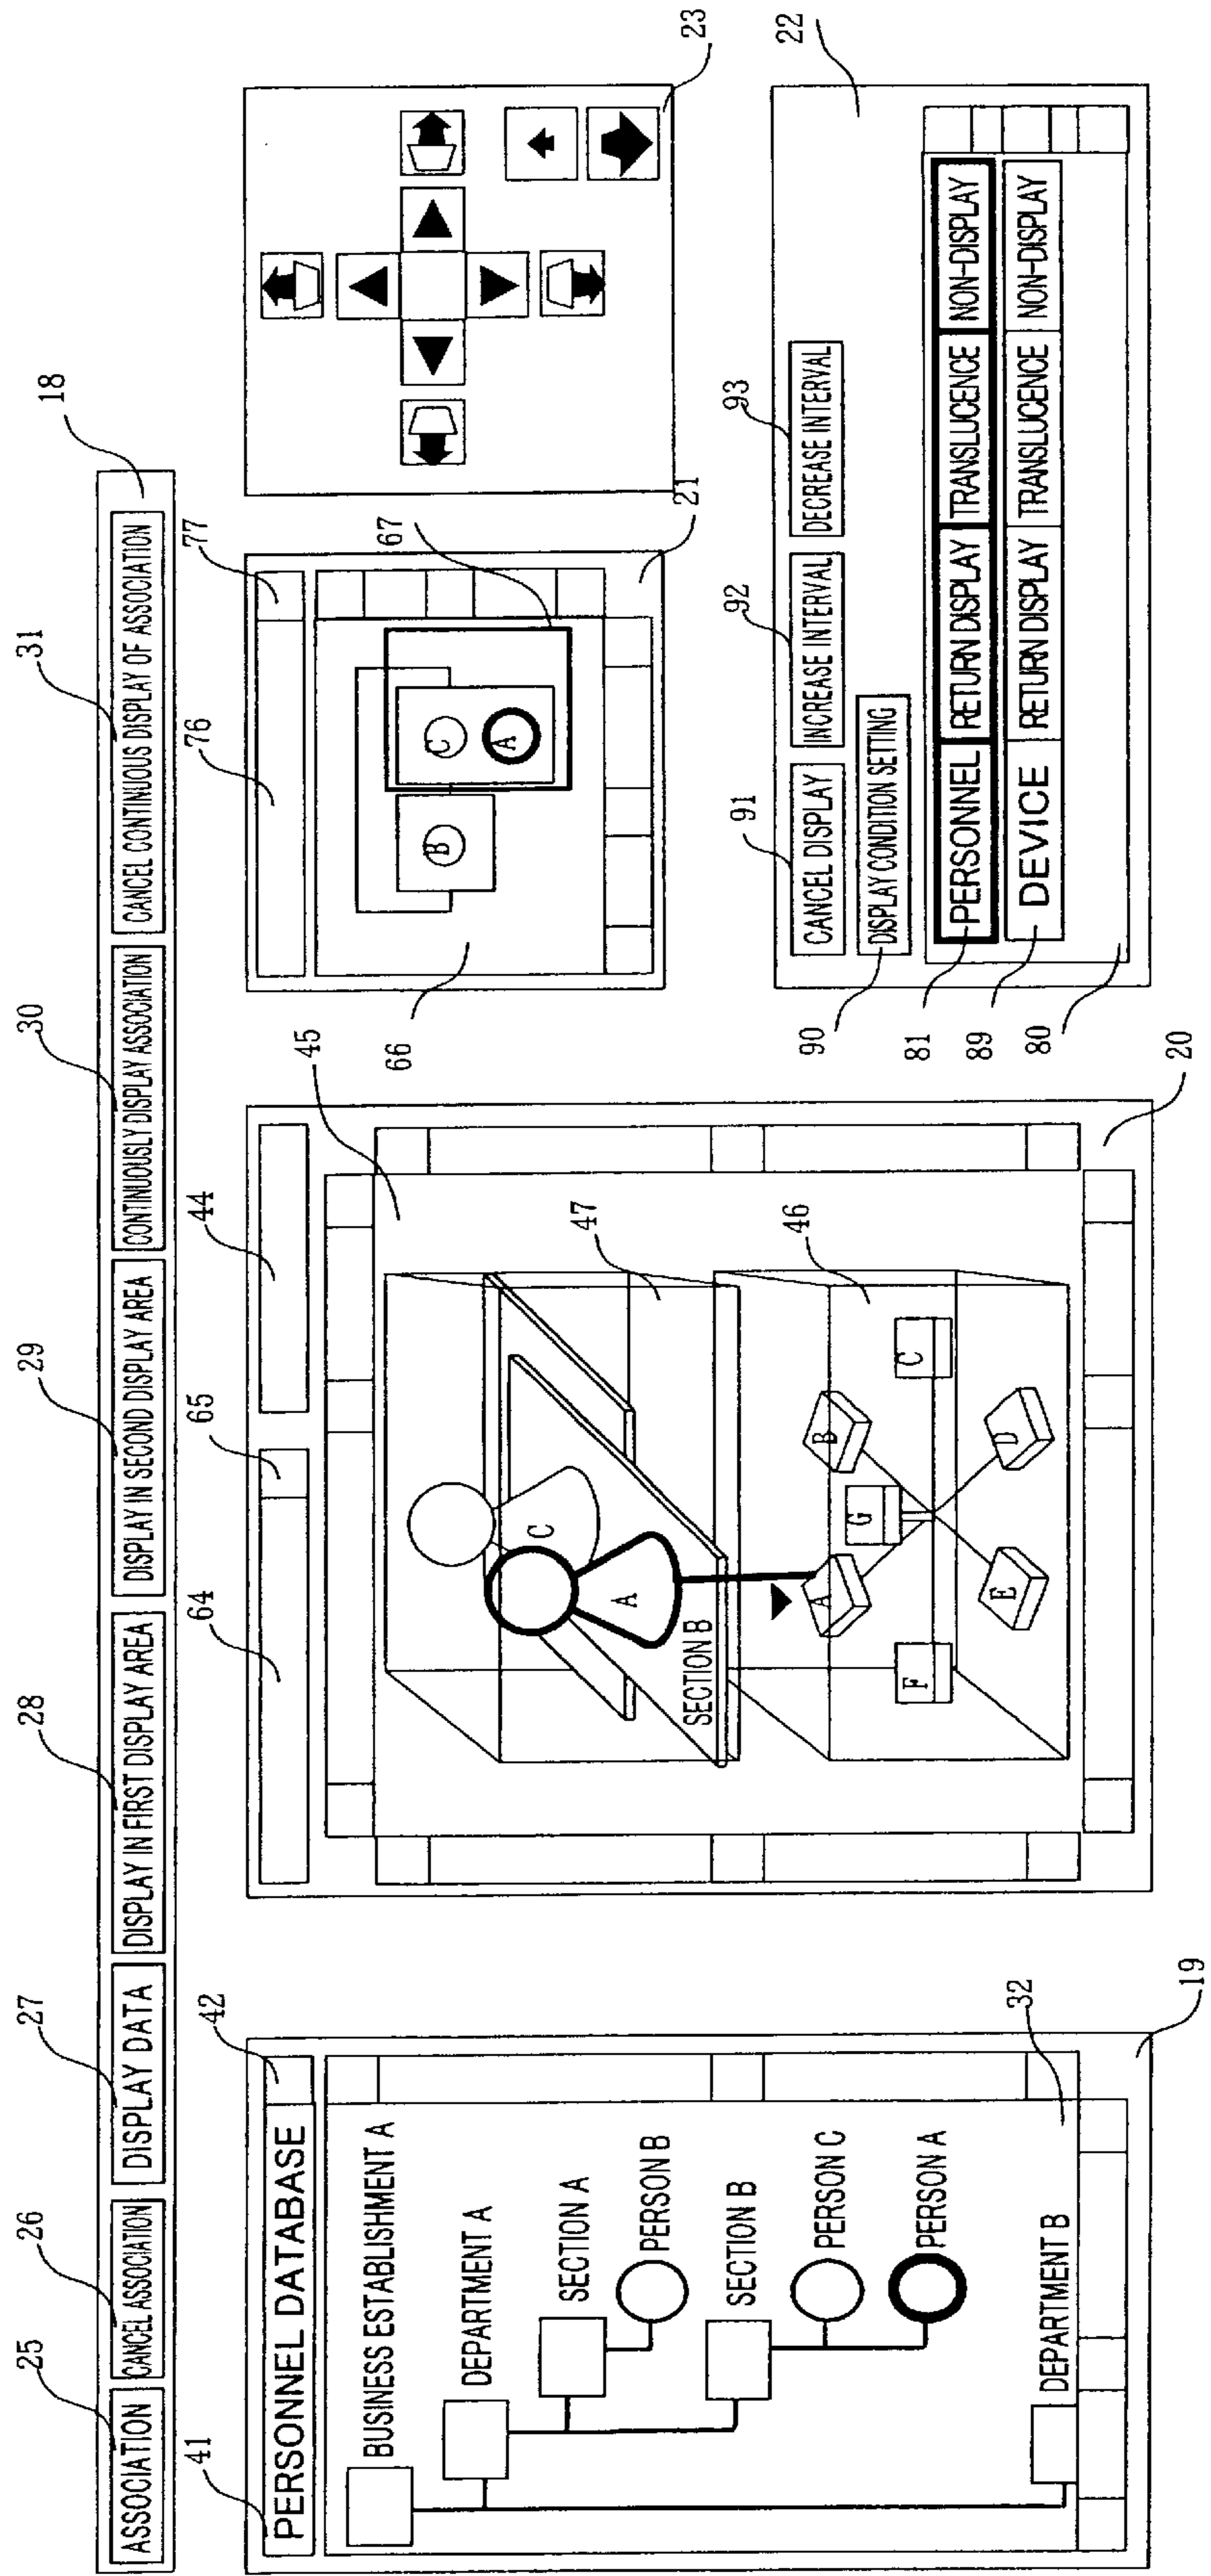 25 26 27 28 29 30 31
18
ASSOCIATION CANCEL ASSOCIATION DISPLAY DATA DISPLAY IN FIRST DISPLAY AREA DISPLAY IN SECOND DISPLAY AREA CONTINUOUSLY DISPLAY ASSOCIATION CANCEL CONTINUOUS DISPLAY OF ASSOCIATION
41
42
PERSONNEL DATABASE
BUSINESS ESTABLISHMENT A
DEPARTMENT A
SECTION A
PERSON B
SECTION B
PERSON C
PERSON A
DEPARTMENT B
32
19
64 65 44
45
C
A
SECTION B
47
46
A
B
C
D
E
F
G
20
76 77
B
C
A
67
66
21
23
91 92 93
22
CANCEL DISPLAY INCREASE INTERVAL DECREASE INTERVAL
DISPLAY CONDITION SETTING
90
PERSONNEL RETURN DISPLAY TRANSLUCENCE NON-DISPLAY
81
DEVICE RETURN DISPLAY TRANSLUCENCE NON-DISPLAY
89
80